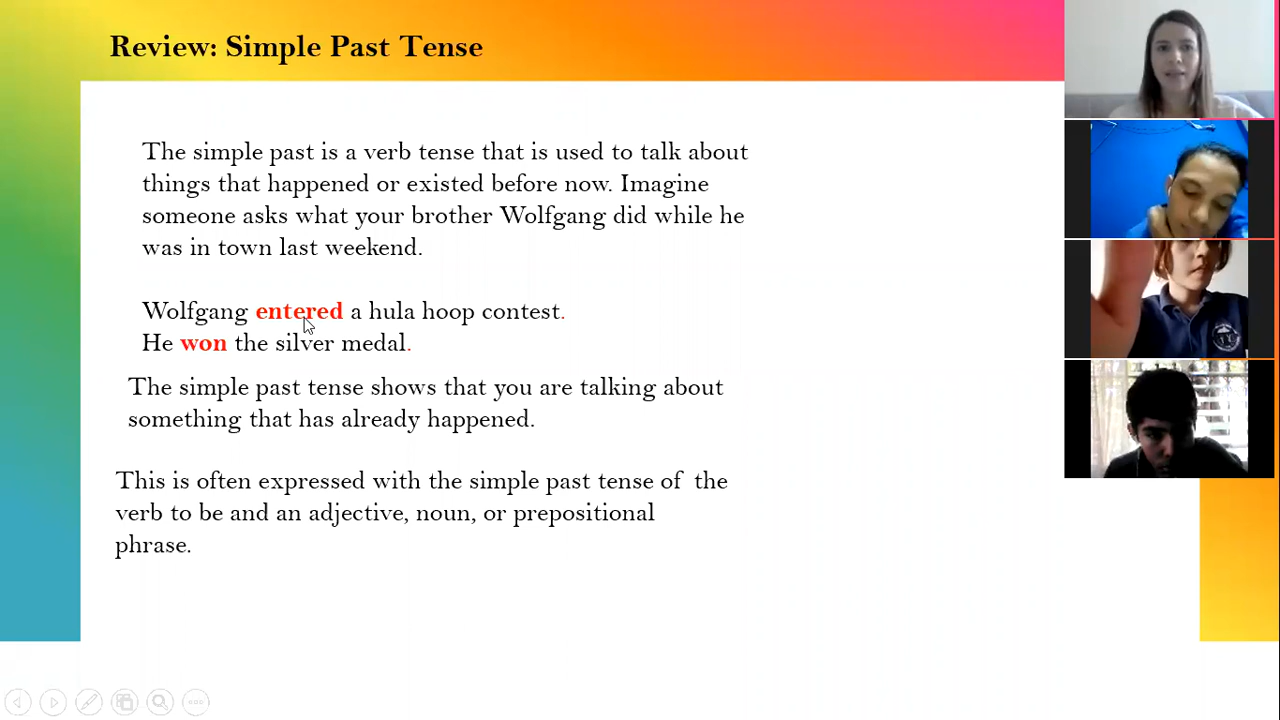 Review: Simple Past Tense
The simple past is a verb tense that is used to talk about
things that happened or existed before now. Imagine
someone asks what your brother Wolfgang did while he
was in town last weekend.
Wolfgang entered a hula hoop contest.
He won the silver medal.
The simple past tense shows that you are talking about
something that has already happened.
This is often expressed with the simple past tense of the
verb to be and an adjective, noun, or prepositional
phrase.